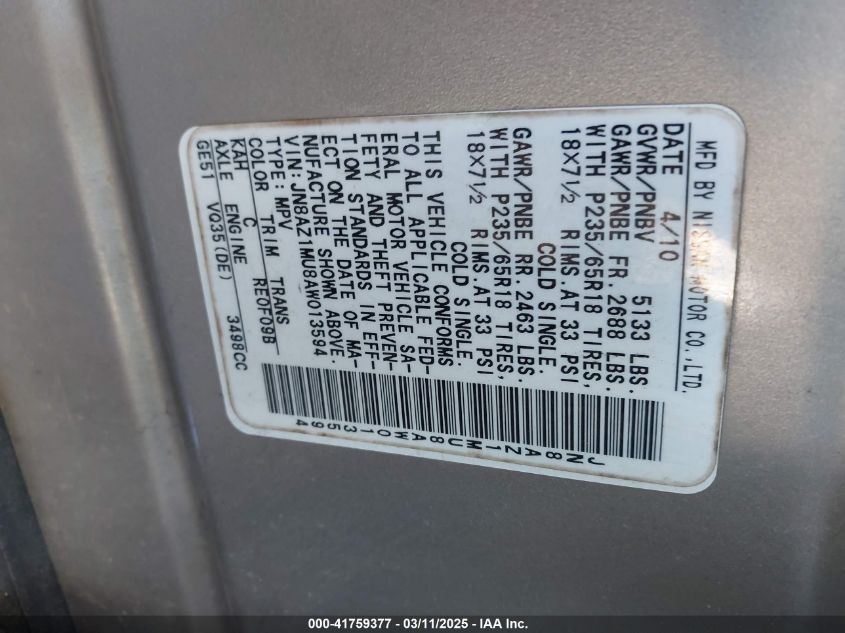 MFD BY NISSAN MOTOR CO.,LTD.
DATE 4/10
GVWR/PNBV 5133 LBS.
GAWR/PNBE FR. 2688 LBS.
WITH P235/65R18 TIRES,
18X7½ RIMS.AT 33 PSI
COLD SINGLE.
GAWR/PNBE RR. 2463 LBS.
WITH P235/65R18 TIRES,
18X7½ RIMS.AT 33 PSI
COLD SINGLE.
THIS VEHICLE CONFORMS
TO ALL APPLICABLE FED-
ERAL MOTOR VEHICLE SA-
FETY AND THEFT PREVEN-
TION STANDARDS IN EFF-
ECT ON THE DATE OF MA-
NUFACTURE SHOWN ABOVE.
VIN:JN8AZ1MU8AW013594
TYPE:MPV
COLOR TRIM TRANS
KAH C RE0F09B
AXLE ENGINE
GE51 VQ35(DE) 3498CC
JN8AZ1MU8AW013594
000-41759377 - 03/11/2025 - IAA Inc.